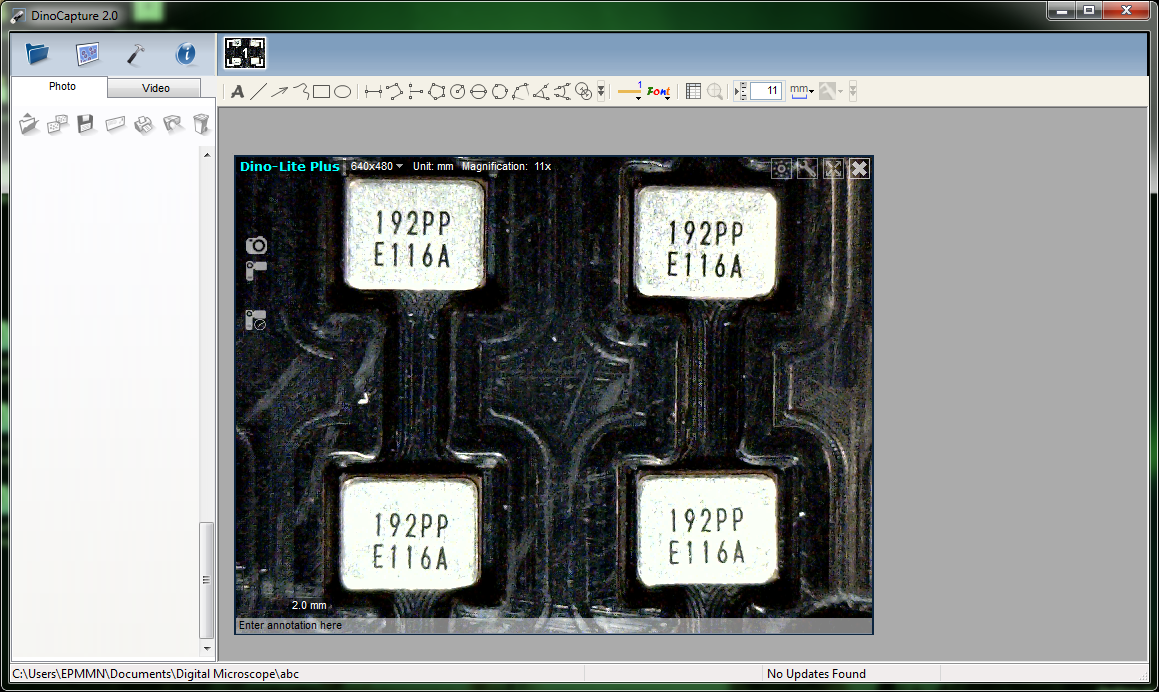 DinoCapture 2.0
1
Photo
Video
A
1
Font
11
mm
Dino-Lite Plus
640x480
Unit: mm
Magnification: 11x
192PP
E116A
192PP
E116A
192PP
E116A
192PP
E116A
2.0 mm
Enter annotation here
C:\Users\EPMMN\Documents\Digital Microscope\abc
No Updates Found